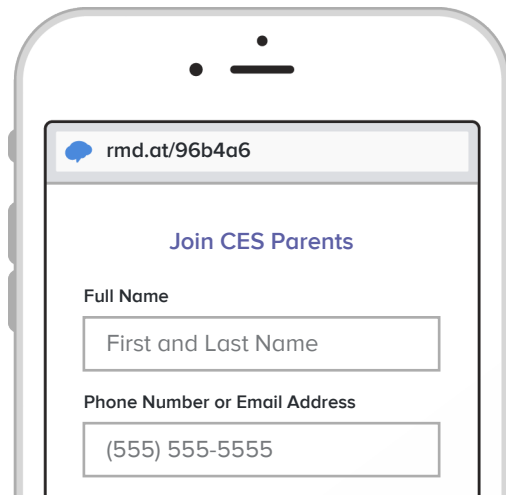 rmd.at/96b4a6
Join CES Parents
Full Name
First and Last Name
Phone Number or Email Address
(555) 555-5555